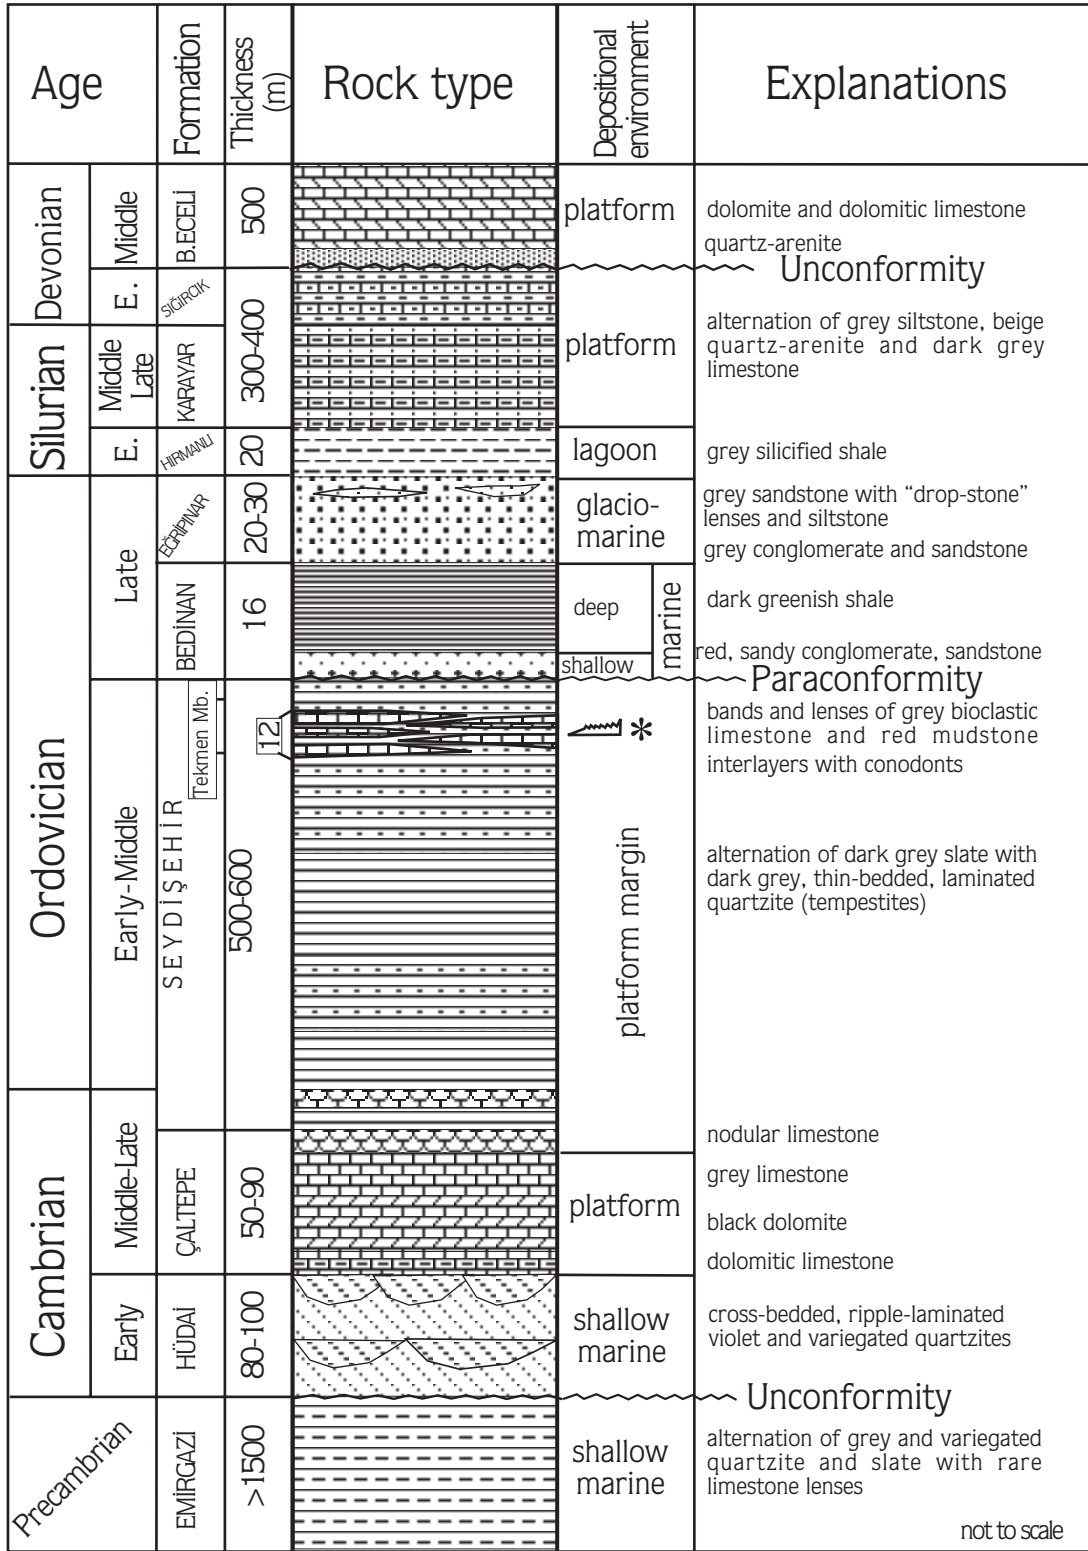 Age
Formation
Thickness
(m)
Rock type
Depositional
environment
Explanations
Devonian
Middle
B.ECELİ
500
platform
dolomite and dolomitic limestone
quartz-arenite
Unconformity
E.
SIĞIRCIK
300-400
platform
alternation of grey siltstone, beige
quartz-arenite and dark grey
limestone
Silurian
Middle
Late
KARAYAR
E.
HIRMANLI
20
lagoon
grey silicified shale
Ordovician
Late
EĞRİPINAR
20-30
glacio-
marine
grey sandstone with “drop-stone”
lenses and siltstone
grey conglomerate and sandstone
BEDİNAN
16
deep
marine
dark greenish shale
shallow
red, sandy conglomerate, sandstone
Paraconformity
Early-Middle
SEYDİŞEHİR
Tekmen Mb.
12
500-600
*
platform margin
bands and lenses of grey bioclastic
limestone and red mudstone
interlayers with conodonts
alternation of dark grey slate with
dark grey, thin-bedded, laminated
quartzite (tempestites)
Cambrian
Middle-Late
nodular limestone
ÇALTEPE
50-90
platform
grey limestone
black dolomite
dolomitic limestone
Early
HÜDAİ
80-100
shallow
marine
cross-bedded, ripple-laminated
violet and variegated quartzites
Unconformity
Precambrian
EMİRGAZİ
>1500
shallow
marine
alternation of grey and variegated
quartzite and slate with rare
limestone lenses
not to scale